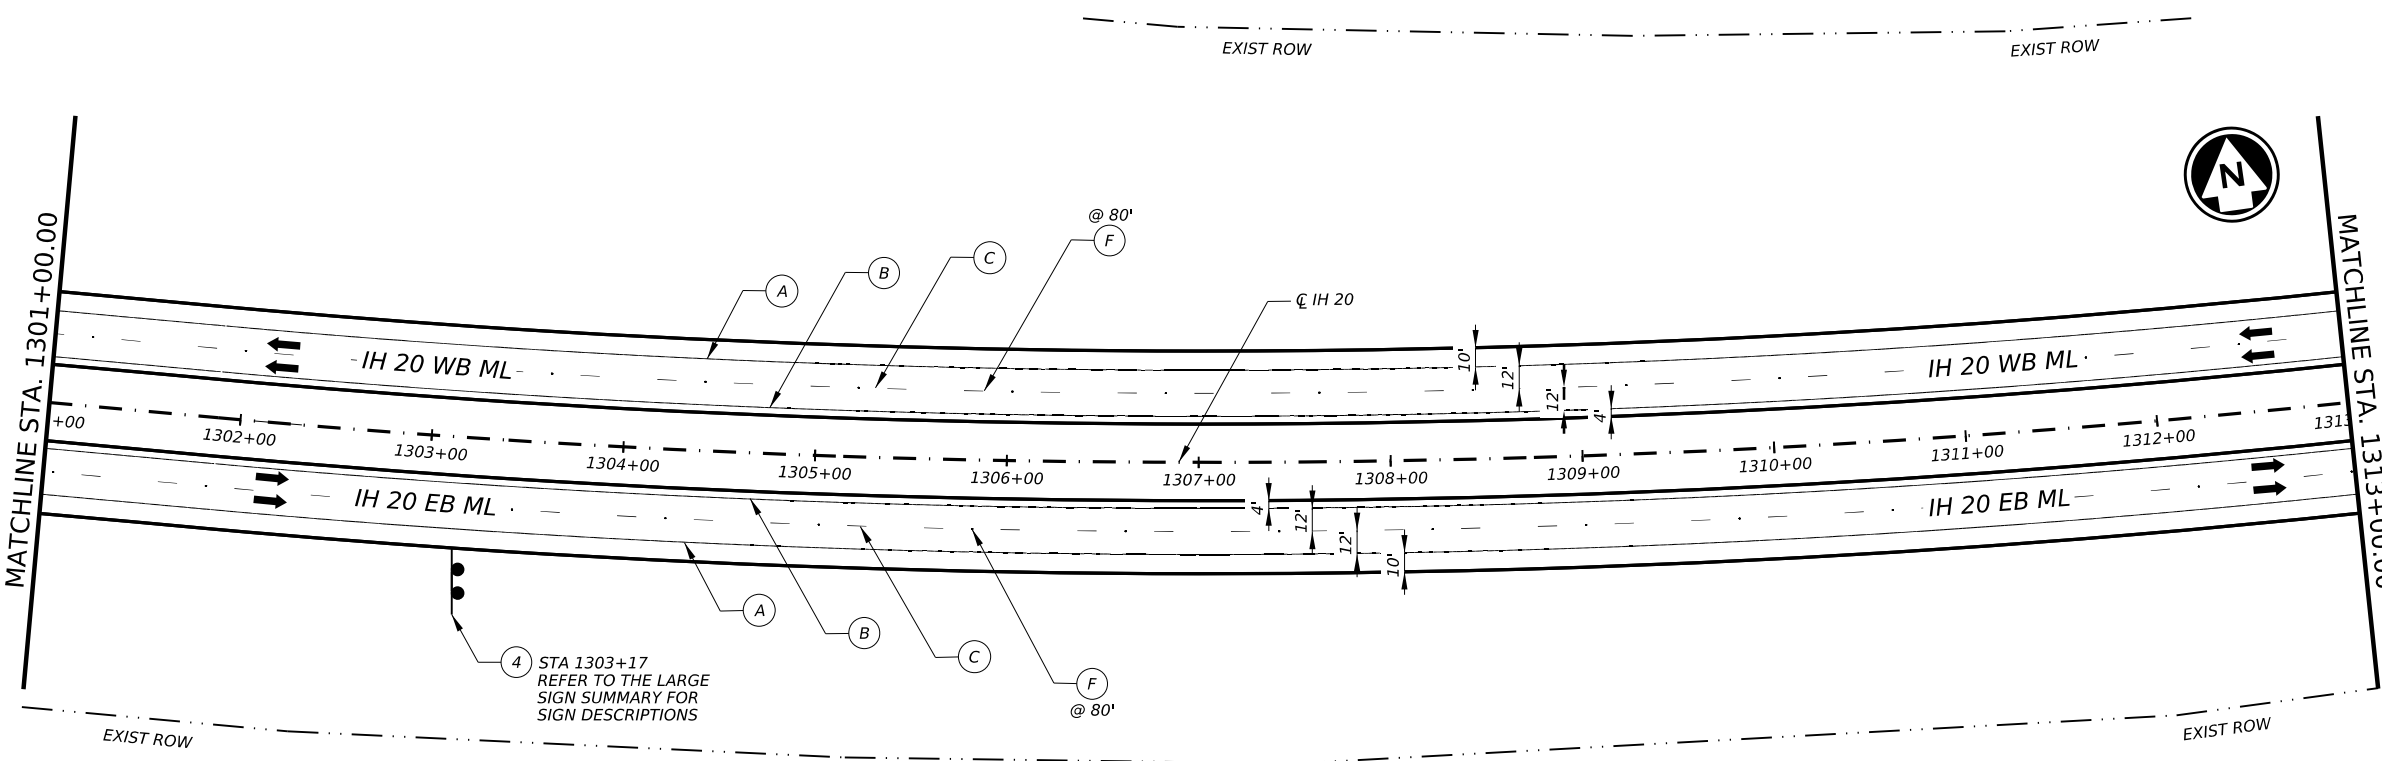 EXIST ROW
EXIST ROW
MATCHLINE STA. 1301+00.00
MATCHLINE STA. 1313+00.00
N
@ 80'
F
C
B
A
℄ IH 20
IH 20 WB ML
IH 20 WB ML
10'
12'
12'
4'
+00
1302+00
1303+00
1304+00
1305+00
1306+00
1307+00
1308+00
1309+00
1310+00
1311+00
1312+00
1313
IH 20 EB ML
IH 20 EB ML
4'
12'
12'
10'
A
B
C
F
@ 80'
4
STA 1303+17
REFER TO THE LARGE
SIGN SUMMARY FOR
SIGN DESCRIPTIONS
EXIST ROW
EXIST ROW